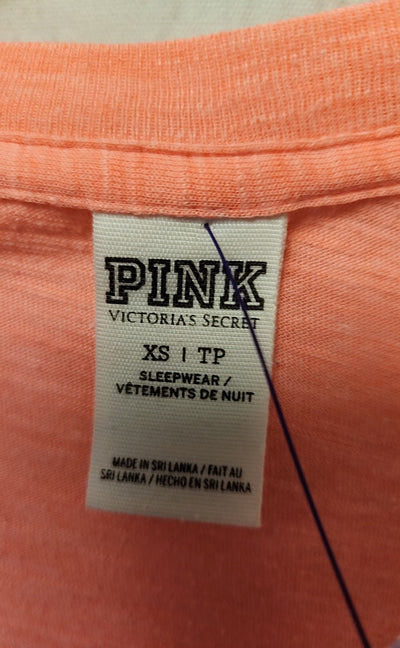 PINK
VICTORIA'S SECRET
XS | TP
SLEEPWEAR /
VÊTEMENTS DE NUIT
MADE IN SRI LANKA / FAIT AU
SRI LANKA / HECHO EN SRI LANKA